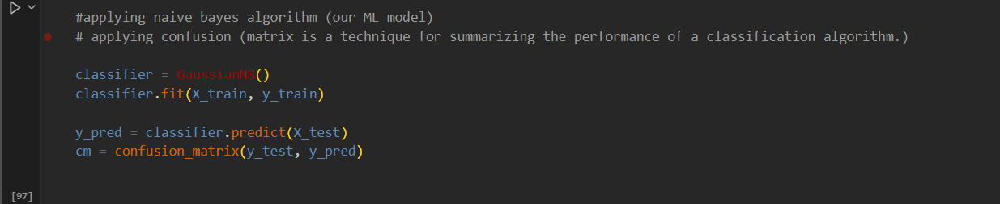 #applying naive bayes algorithm (our ML model)
# applying confusion (matrix is a technique for summarizing the performance of a classification algorithm.)
classifier = GaussianNB()
classifier.fit(X_train, y_train)
y_pred = classifier.predict(X_test)
cm = confusion_matrix(y_test, y_pred)
[97]